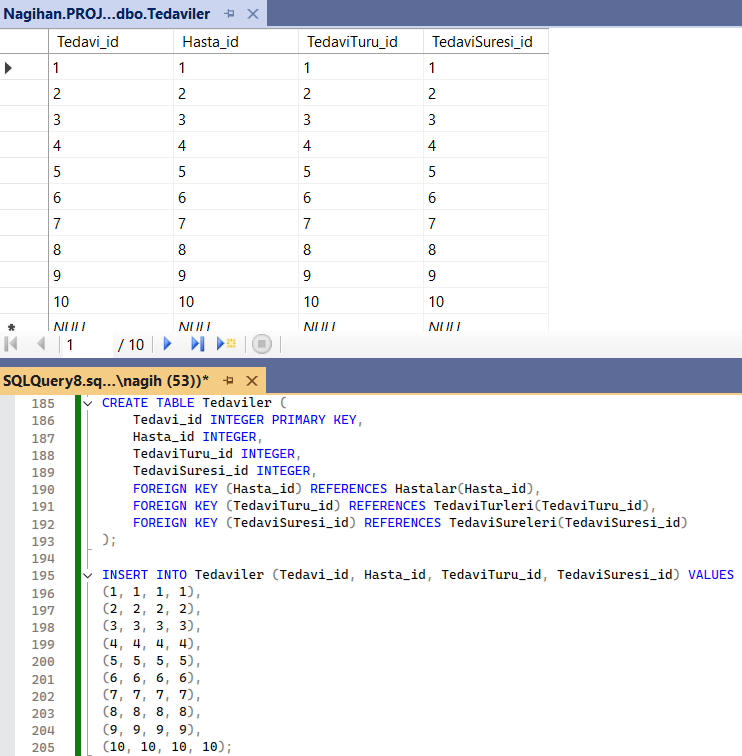 Nagihan.PROJ...dbo.Tedaviler
Tedavi_id Hasta_id TedaviTuru_id TedaviSuresi_id
1 1 1 1
2 2 2 2
3 3 3 3
4 4 4 4
5 5 5 5
6 6 6 6
7 7 7 7
8 8 8 8
9 9 9 9
10 10 10 10
* NULL NULL NULL NULL
1 / 10
SQLQuery8.sq...\nagih (53))*
185 CREATE TABLE Tedaviler (
186 Tedavi_id INTEGER PRIMARY KEY,
187 Hasta_id INTEGER,
188 TedaviTuru_id INTEGER,
189 TedaviSuresi_id INTEGER,
190 FOREIGN KEY (Hasta_id) REFERENCES Hastalar(Hasta_id),
191 FOREIGN KEY (TedaviTuru_id) REFERENCES TedaviTurleri(TedaviTuru_id),
192 FOREIGN KEY (TedaviSuresi_id) REFERENCES TedaviSureleri(TedaviSuresi_id)
193 );
194
195 INSERT INTO Tedaviler (Tedavi_id, Hasta_id, TedaviTuru_id, TedaviSuresi_id) VALUES
196 (1, 1, 1, 1),
197 (2, 2, 2, 2),
198 (3, 3, 3, 3),
199 (4, 4, 4, 4),
200 (5, 5, 5, 5),
201 (6, 6, 6, 6),
202 (7, 7, 7, 7),
203 (8, 8, 8, 8),
204 (9, 9, 9, 9),
205 (10, 10, 10, 10);